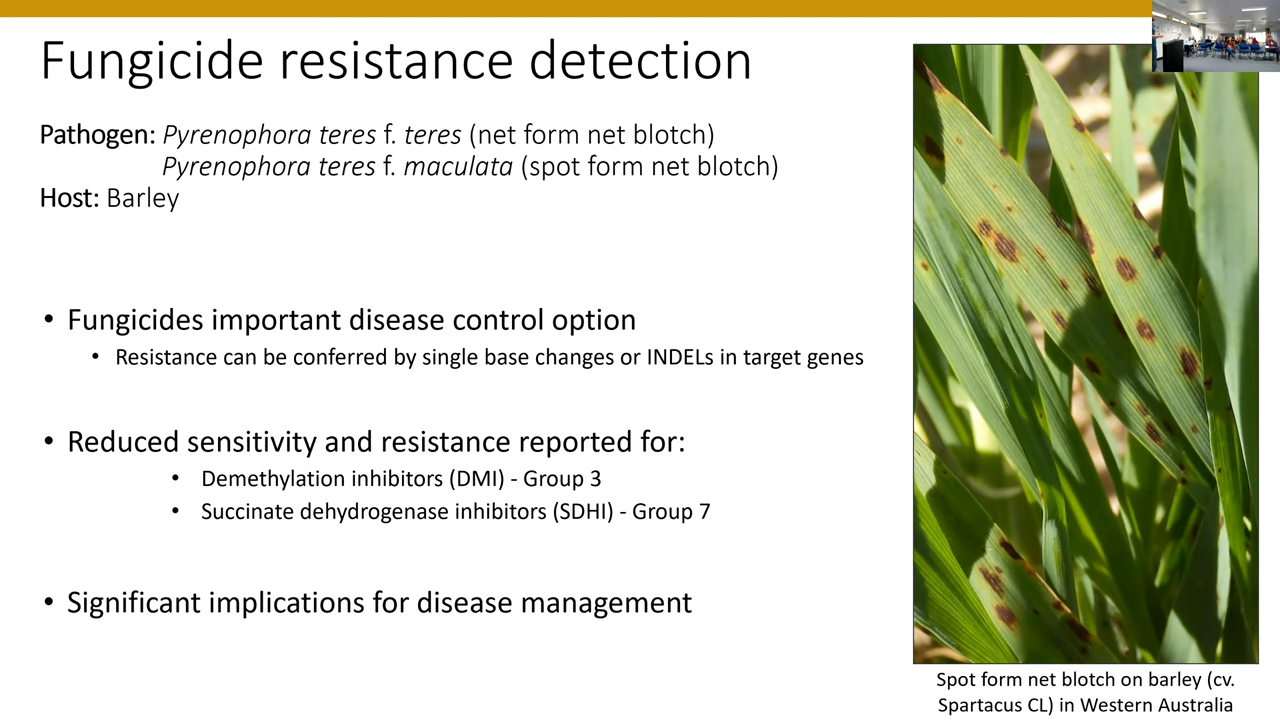 Fungicide resistance detection
Pathogen: Pyrenophora teres f. teres (net form net blotch)
Pyrenophora teres f. maculata (spot form net blotch)
Host: Barley
• Fungicides important disease control option
• Resistance can be conferred by single base changes or INDELs in target genes
• Reduced sensitivity and resistance reported for:
• Demethylation inhibitors (DMI) - Group 3
• Succinate dehydrogenase inhibitors (SDHI) - Group 7
• Significant implications for disease management
Spot form net blotch on barley (cv.
Spartacus CL) in Western Australia